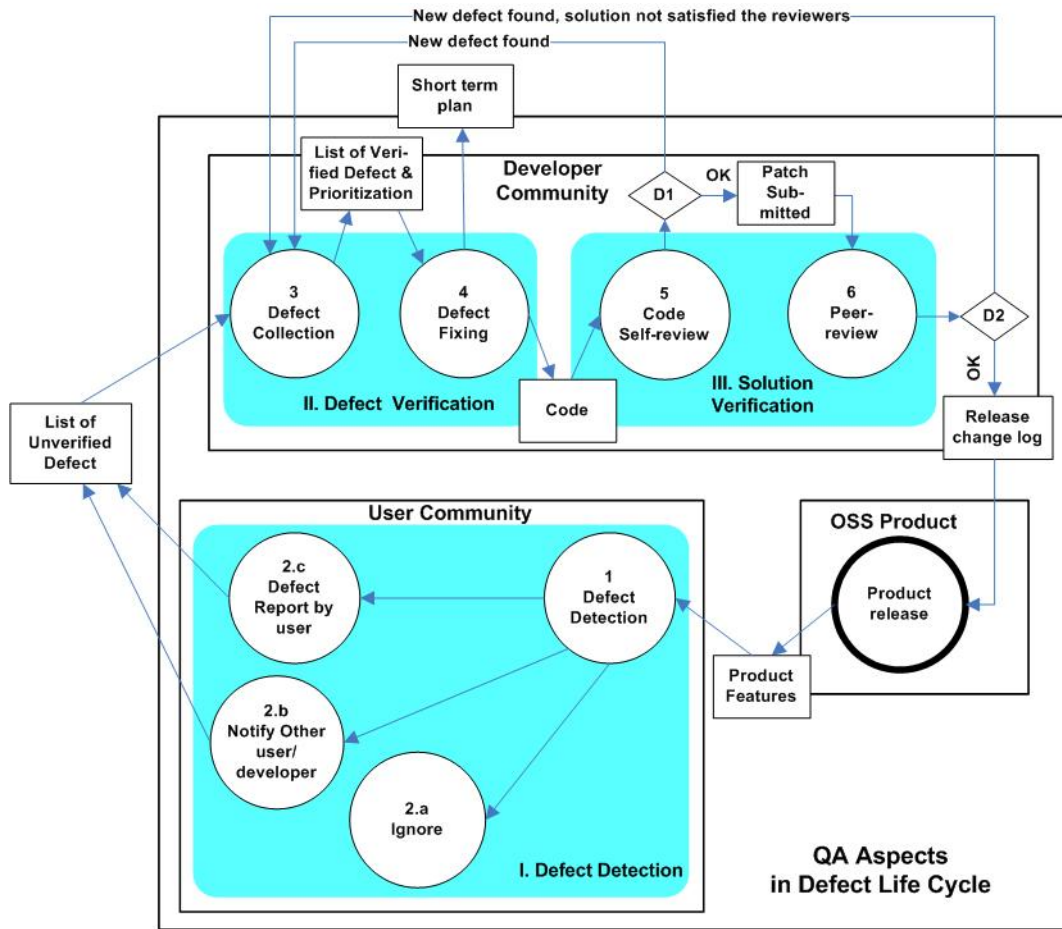 New defect found, solution not satisfied the reviewers
New defect found
Short term
plan
List of Veri-
fied Defect &
Prioritization
Developer
Community
D1
OK
Patch
Sub-
mitted
3
Defect
Collection
4
Defect
Fixing
5
Code
Self-review
6
Peer-
review
D2
OK
II. Defect Verification
Code
III. Solution
Verification
Release
change log
List of
Unverified
Defect
User Community
OSS Product
2.c
Defect
Report by
user
1
Defect
Detection
Product
release
Product
Features
2.b
Notify Other
user/
developer
2.a
Ignore
I. Defect Detection
QA Aspects
in Defect Life Cycle